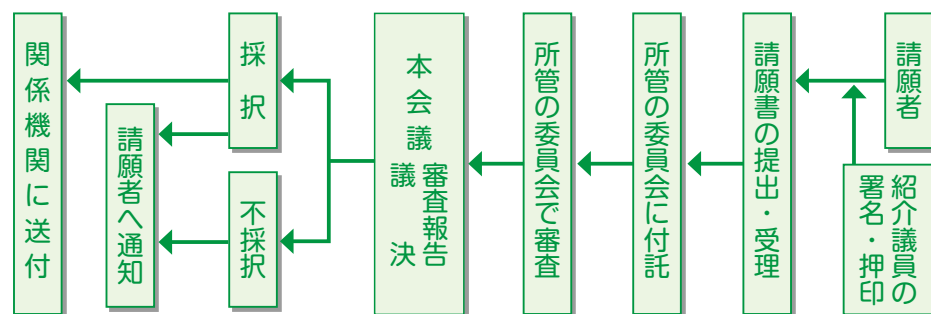 請願者
紹介議員の
署名・押印
請願書の提出・受理
所管の委員会に付託
所管の委員会で審査
本会議
審査報告
議決
採択
不採択
請願者へ通知
関係機関に送付